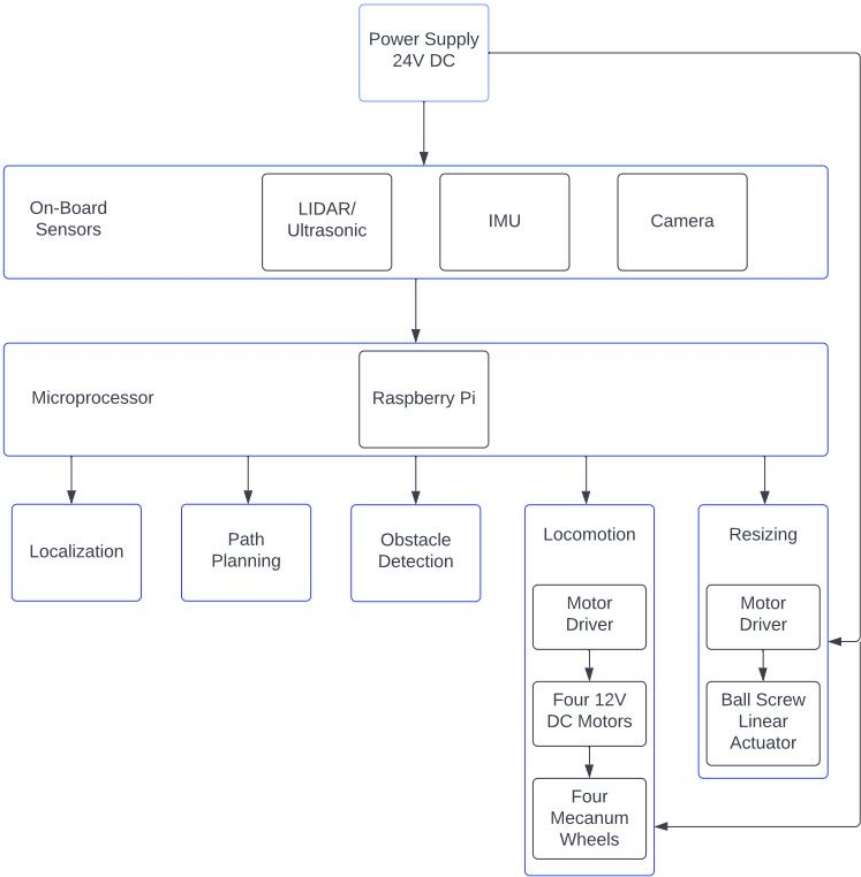 Power Supply
24V DC
On-Board
Sensors
LIDAR/
Ultrasonic
IMU
Camera
Microprocessor
Raspberry Pi
Localization
Path
Planning
Obstacle
Detection
Locomotion
Motor
Driver
Four 12V
DC Motors
Four
Mecanum
Wheels
Resizing
Motor
Driver
Ball Screw
Linear
Actuator